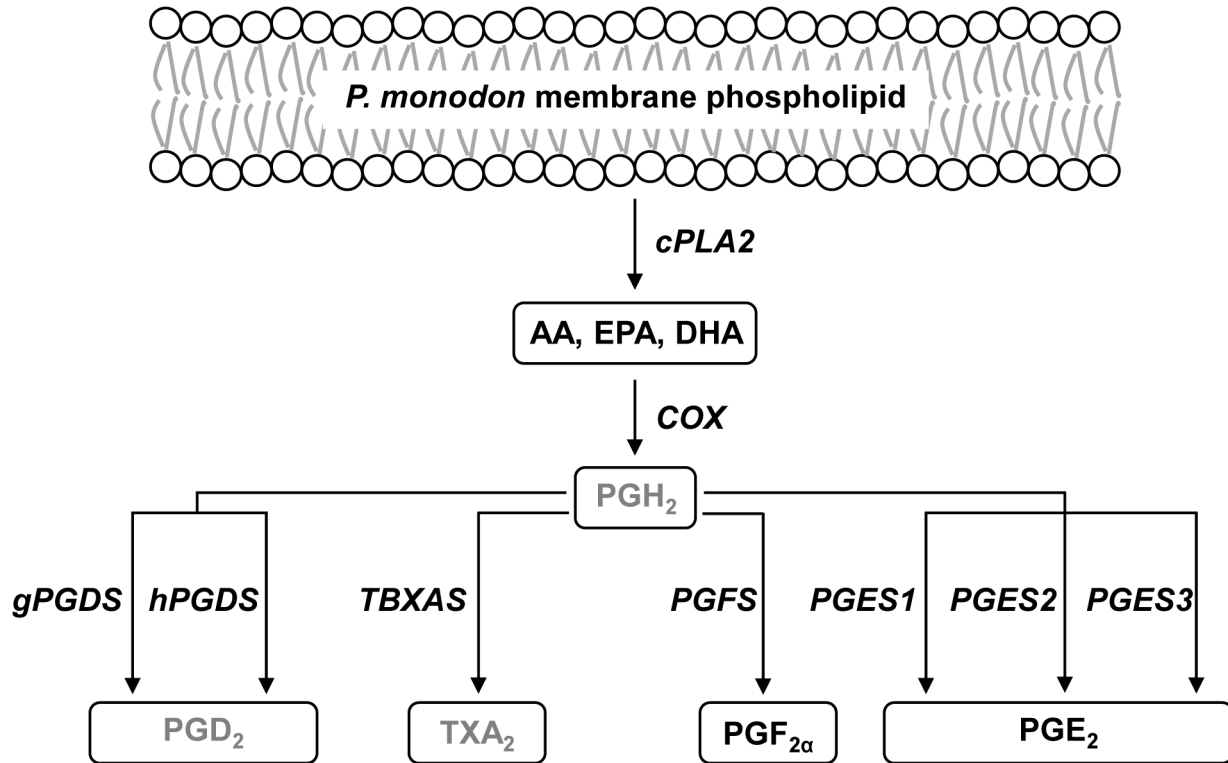 P. monodon membrane phospholipid
cPLA2
AA, EPA, DHA
COX
PGH₂
gPGDS hPGDS TBXAS PGFS PGES1 PGES2 PGES3
PGD₂ TXA₂ PGF₂α PGE₂